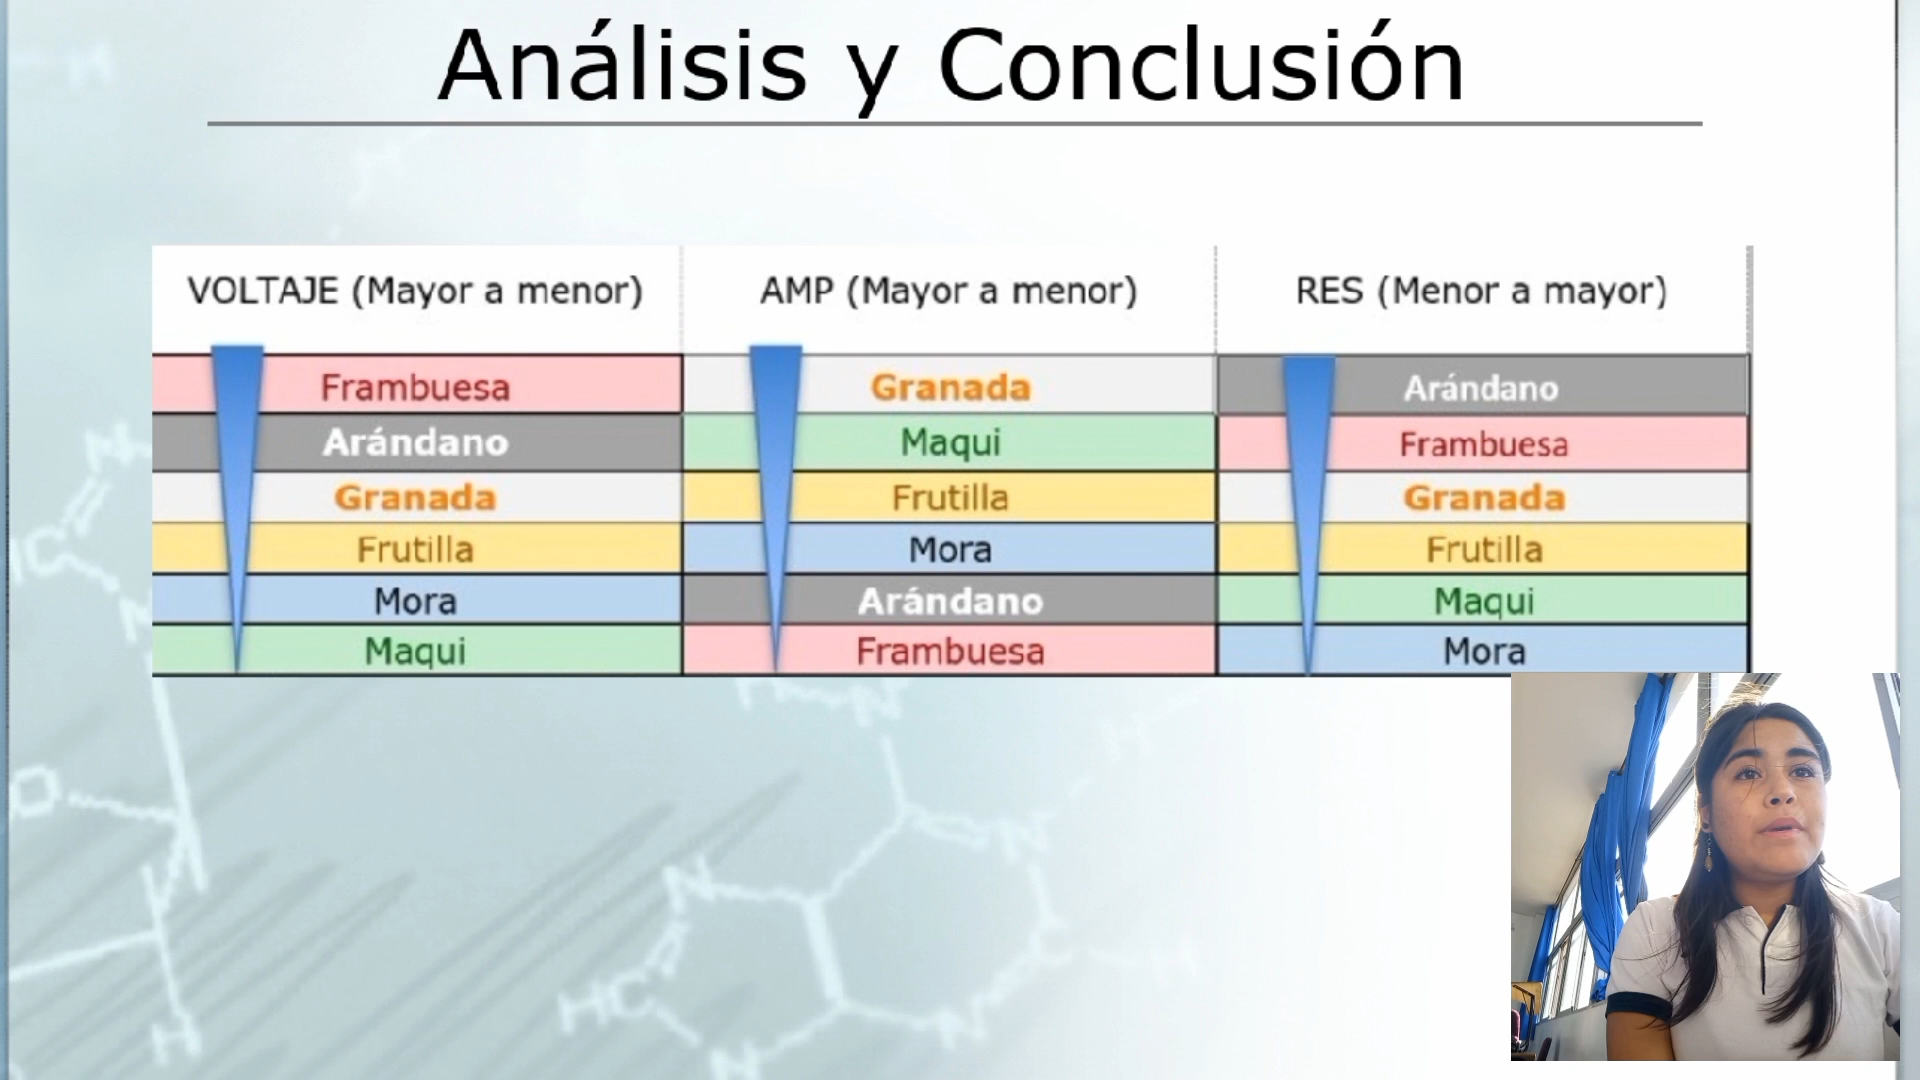 Análisis y Conclusión
VOLTAJE (Mayor a menor) AMP (Mayor a menor) RES (Menor a mayor)
Frambuesa Granada Arándano
Arándano Maqui Frambuesa
Granada Frutilla Granada
Frutilla Mora Frutilla
Mora Arándano Maqui
Maqui Frambuesa Mora
HC
N
N
N
N
O
H